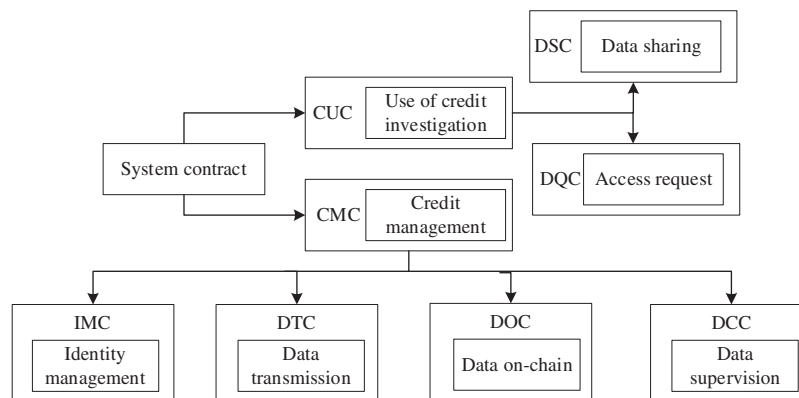 DSC
Data sharing
CUC
Use of credit
investigation
System contract
DQC
Access request
CMC
Credit
management
IMC
Identity
management
DTC
Data
transmission
DOC
Data on-chain
DCC
Data
supervision